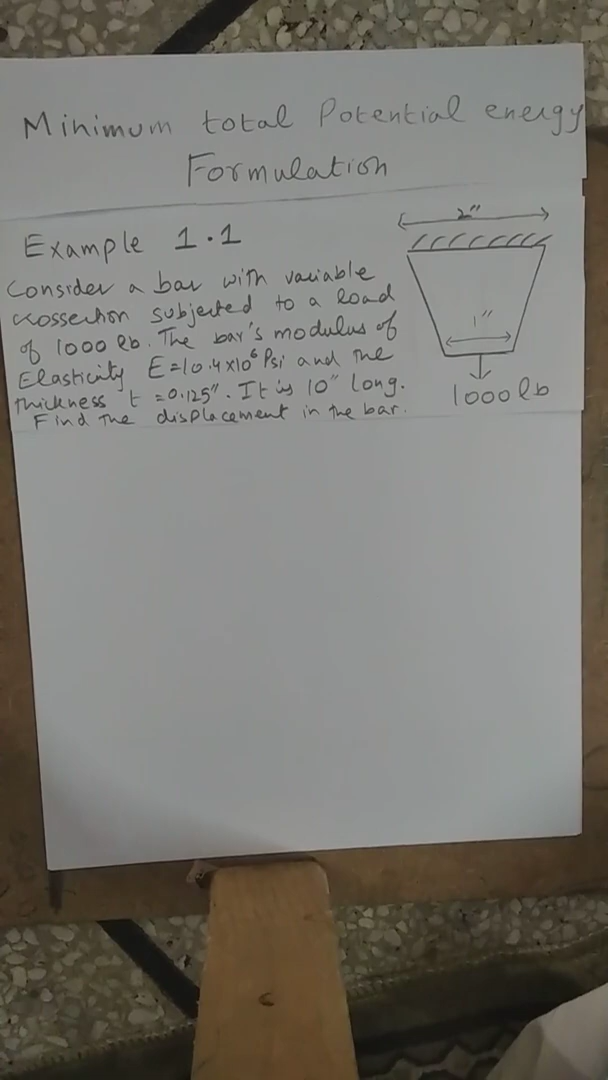 Minimum total Potential energy
Formulation
Example 1.1
Consider a bar with variable
crossection subjected to a load
of 1000 lb. The bar's modulus of
Elasticity E=10.4x10⁶ Psi and the
thickness t =0.125". It is 10" long.
Find the displacement in the bar.
2"
1"
1000 lb